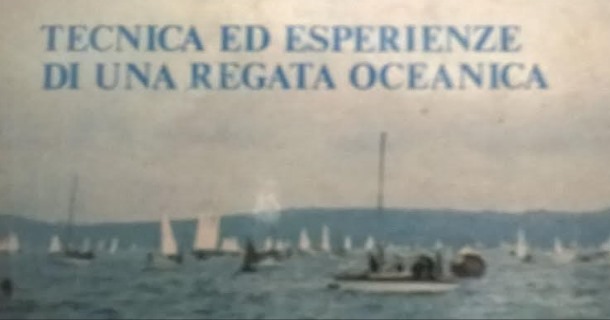 TECNICA ED ESPERIENZE
DI UNA REGATA OCEANICA